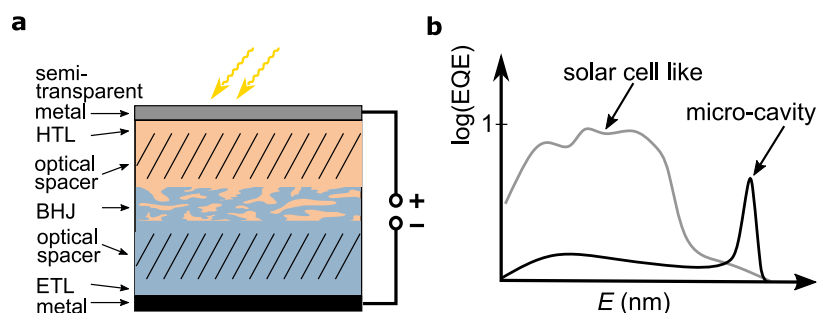 a
semi-
transparent
metal
HTL
optical
spacer
BHJ
optical
spacer
ETL
metal
+
−
b
log(EQE)
1
solar cell like
micro-cavity
E (nm)